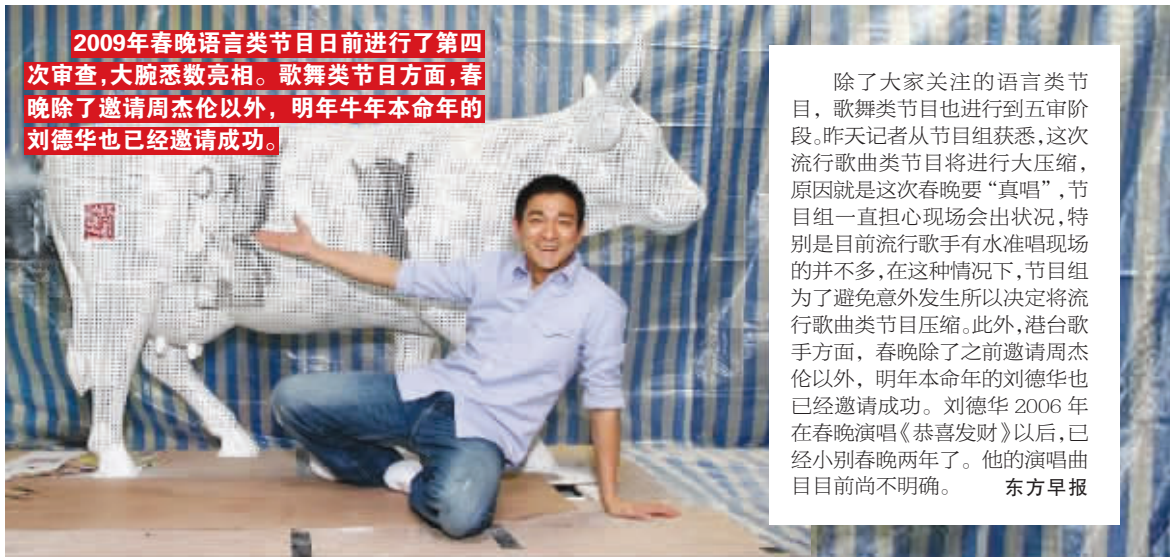 2009年春晚语言类节目日前进行了第四
次审查,大腕悉数亮相。歌舞类节目方面,春
晚除了邀请周杰伦以外，明年牛年本命年的
刘德华也已经邀请成功。
除了大家关注的语言类节
目，歌舞类节目也进行到五审阶
段。昨天记者从节目组获悉,这次
流行歌曲类节目将进行大压缩，
原因就是这次春晚要“真唱”,节
目组一直担心现场会出状况,特
别是目前流行歌手有水准唱现场
的并不多,在这种情况下,节目组
为了避免意外发生所以决定将流
行歌曲类节目压缩。此外,港台歌
手方面，春晚除了之前邀请周杰
伦以外，明年本命年的刘德华也
已经邀请成功。刘德华 2006 年
在春晚演唱《恭喜发财》以后,已
经小别春晚两年了。他的演唱曲
目目前尚不明确。 东方早报